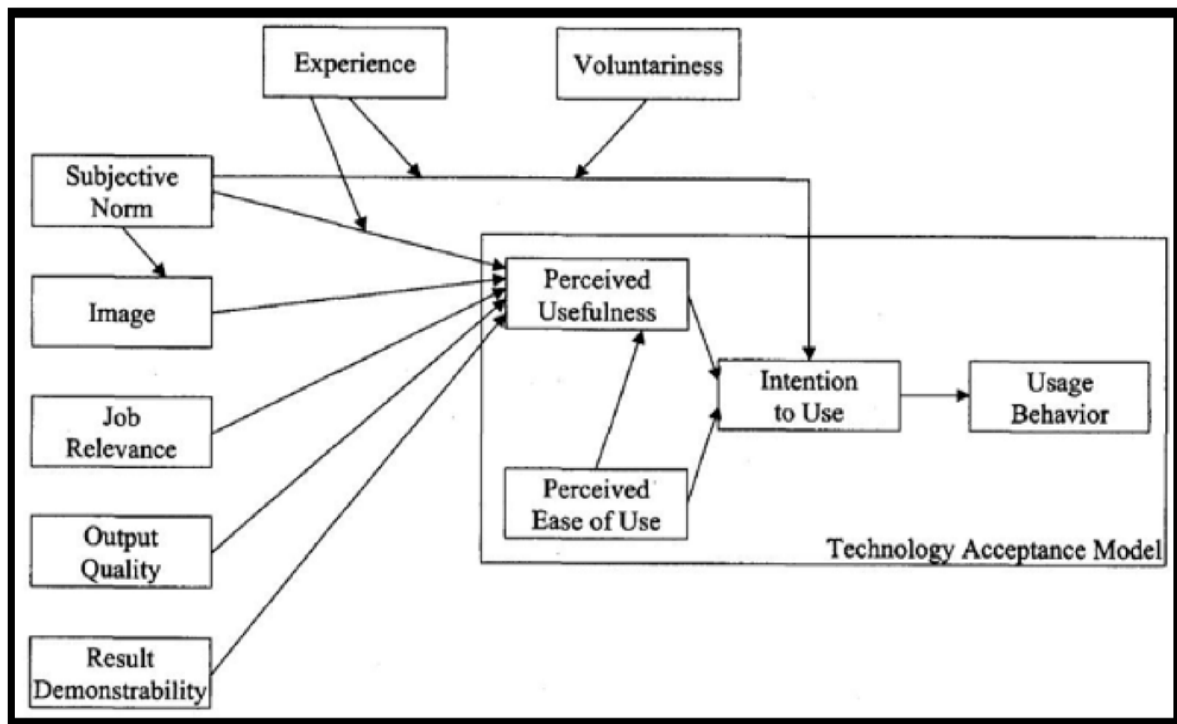 Experience
Voluntariness
Subjective
Norm
Image
Perceived
Usefulness
Job
Relevance
Intention
to Use
Usage
Behavior
Perceived
Ease of Use
Output
Quality
Technology Acceptance Model
Result
Demonstrability